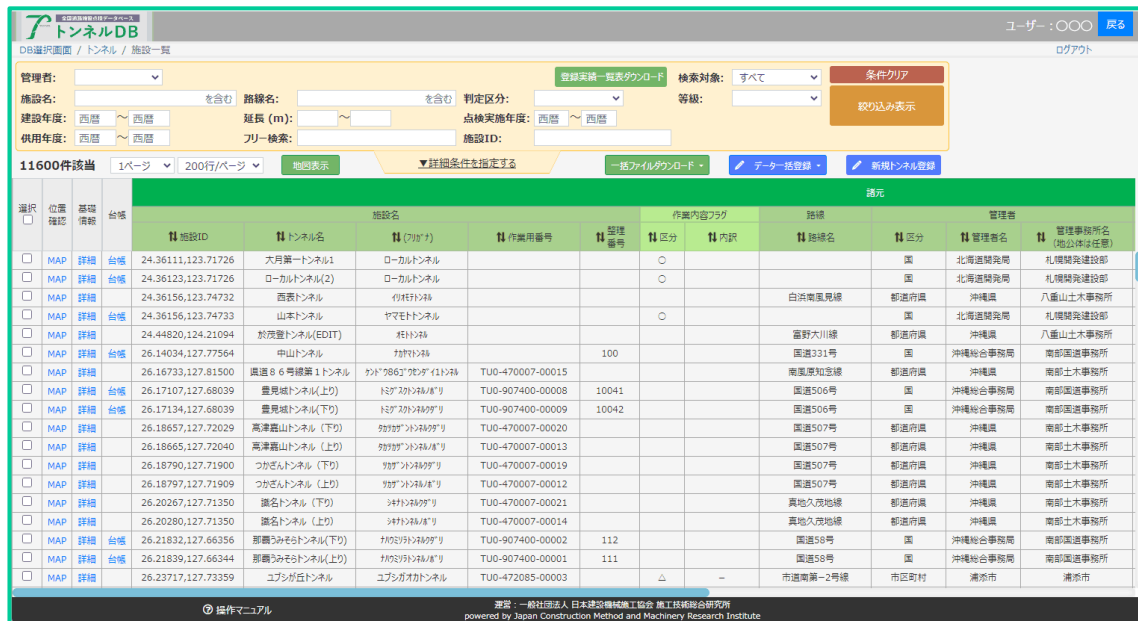 全国道路施設点検データベース
トンネルDB
ユーザー：〇〇〇 戻る
DB選択画面 / トンネル / 施設一覧 ログアウト
管理者: 登録実績一覧表ダウンロード 検索対象: すべて 条件クリア
施設名: を含む 路線名: を含む 判定区分: 等級: 絞り込み表示
建設年度: 西暦 ～ 西暦 延長 (m): ～ 点検実施年度: 西暦 ～ 西暦
供用年度: 西暦 ～ 西暦 フリー検索: 施設ID:
11600件該当 1ページ 200行/ページ 地図表示 ▼詳細条件を指定する 一括ファイルダウンロード データ一括登録 新規トンネル登録
選択 位置確認 基礎情報 台帳 諸元
施設名 作業内容フラグ 路線 管理者
施設ID トンネル名 (フリガナ) 作業用番号 整理番号 区分 内訳 路線名 区分 管理者名 管理事務所名(地公体は任意)
MAP 詳細 台帳 24.36111,123.71726 大月第一トンネル1 ローカルトンネル 〇 国 北海道開発局 札幌開発建設部
MAP 詳細 台帳 24.36123,123.71726 ローカルトンネル(2) ローカルトンネル 〇 国 北海道開発局 札幌開発建設部
MAP 詳細 24.36156,123.74732 西表トンネル ｲﾘｵﾓﾃﾄﾝﾈﾙ 白浜南風見線 都道府県 沖縄県 八重山土木事務所
MAP 詳細 台帳 24.36156,123.74733 山本トンネル ヤマモトトンネル 〇 国 北海道開発局 札幌開発建設部
MAP 詳細 24.44820,124.21094 於茂登トンネル(EDIT) ｵﾓﾄﾄﾝﾈﾙ 富野大川線 都道府県 沖縄県 八重山土木事務所
MAP 詳細 台帳 26.14034,127.77564 中山トンネル ﾅｶﾔﾏﾄﾝﾈﾙ 100 国道331号 国 沖縄総合事務局 南部国道事務所
MAP 詳細 26.16733,127.81500 県道８６号線第１トンネル ｹﾝﾄﾞｳ86ｺﾞｳｾﾝﾀﾞｲ1ﾄﾝﾈﾙ TU0-470007-00015 南風原知念線 都道府県 沖縄県 南部土木事務所
MAP 詳細 台帳 26.17107,127.68039 豊見城トンネル(上り) ﾄﾐｸﾞｽｸﾄﾝﾈﾙﾉﾎﾞﾘ TU0-907400-00008 10041 国道506号 国 沖縄総合事務局 南部国道事務所
MAP 詳細 台帳 26.17134,127.68039 豊見城トンネル(下り) ﾄﾐｸﾞｽｸﾄﾝﾈﾙｸﾀﾞﾘ TU0-907400-00009 10042 国道506号 国 沖縄総合事務局 南部国道事務所
MAP 詳細 26.18657,127.72029 高津嘉山トンネル（下り） ﾀｶﾂｶｻﾞﾝﾄﾝﾈﾙｸﾀﾞﾘ TU0-470007-00020 国道507号 都道府県 沖縄県 南部土木事務所
MAP 詳細 26.18665,127.72040 高津嘉山トンネル（上り） ﾀｶﾂｶｻﾞﾝﾄﾝﾈﾙﾉﾎﾞﾘ TU0-470007-00013 国道507号 都道府県 沖縄県 南部土木事務所
MAP 詳細 26.18790,127.71900 つかざんトンネル（下り） ﾂｶｻﾞﾝﾄﾝﾈﾙｸﾀﾞﾘ TU0-470007-00019 国道507号 都道府県 沖縄県 南部土木事務所
MAP 詳細 26.18797,127.71909 つかざんトンネル（上り） ﾂｶｻﾞﾝﾄﾝﾈﾙﾉﾎﾞﾘ TU0-470007-00012 国道507号 都道府県 沖縄県 南部土木事務所
MAP 詳細 26.20267,127.71350 識名トンネル（下り） ｼｷﾅﾄﾝﾈﾙｸﾀﾞﾘ TU0-470007-00021 真地久茂地線 都道府県 沖縄県 南部土木事務所
MAP 詳細 26.20280,127.71350 識名トンネル（上り） ｼｷﾅﾄﾝﾈﾙﾉﾎﾞﾘ TU0-470007-00014 真地久茂地線 都道府県 沖縄県 南部土木事務所
MAP 詳細 台帳 26.21832,127.66356 那覇うみそらトンネル(下り) ﾅﾊｳﾐｿﾗﾄﾝﾈﾙｸﾀﾞﾘ TU0-907400-00002 112 国道58号 国 沖縄総合事務局 南部国道事務所
MAP 詳細 台帳 26.21839,127.66344 那覇うみそらトンネル(上り) ﾅﾊｳﾐｿﾗﾄﾝﾈﾙﾉﾎﾞﾘ TU0-907400-00001 111 国道58号 国 沖縄総合事務局 南部国道事務所
MAP 詳細 26.23717,127.73359 ユブシが丘トンネル ユブシガオカトンネル TU0-472085-00003 △ － 市道南第−2号線 市区町村 浦添市 浦添市
操作マニュアル 運営：一般社団法人 日本建設機械施工協会 施工技術総合研究所
powered by Japan Construction Method and Machinery Research Institute